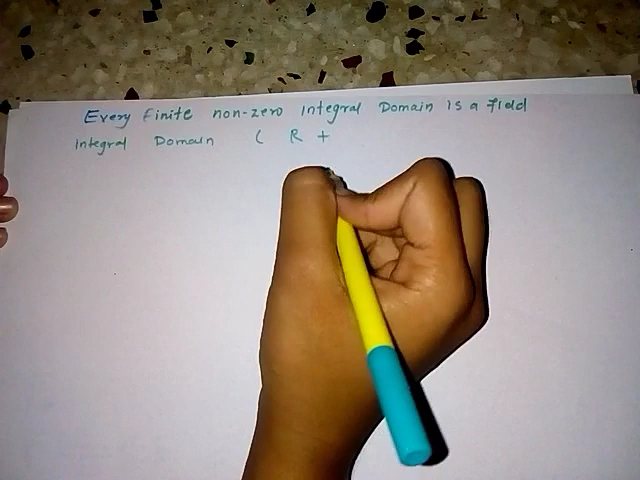 Every Finite non-zero Integral Domain is a Field
Integral Domain ( R +